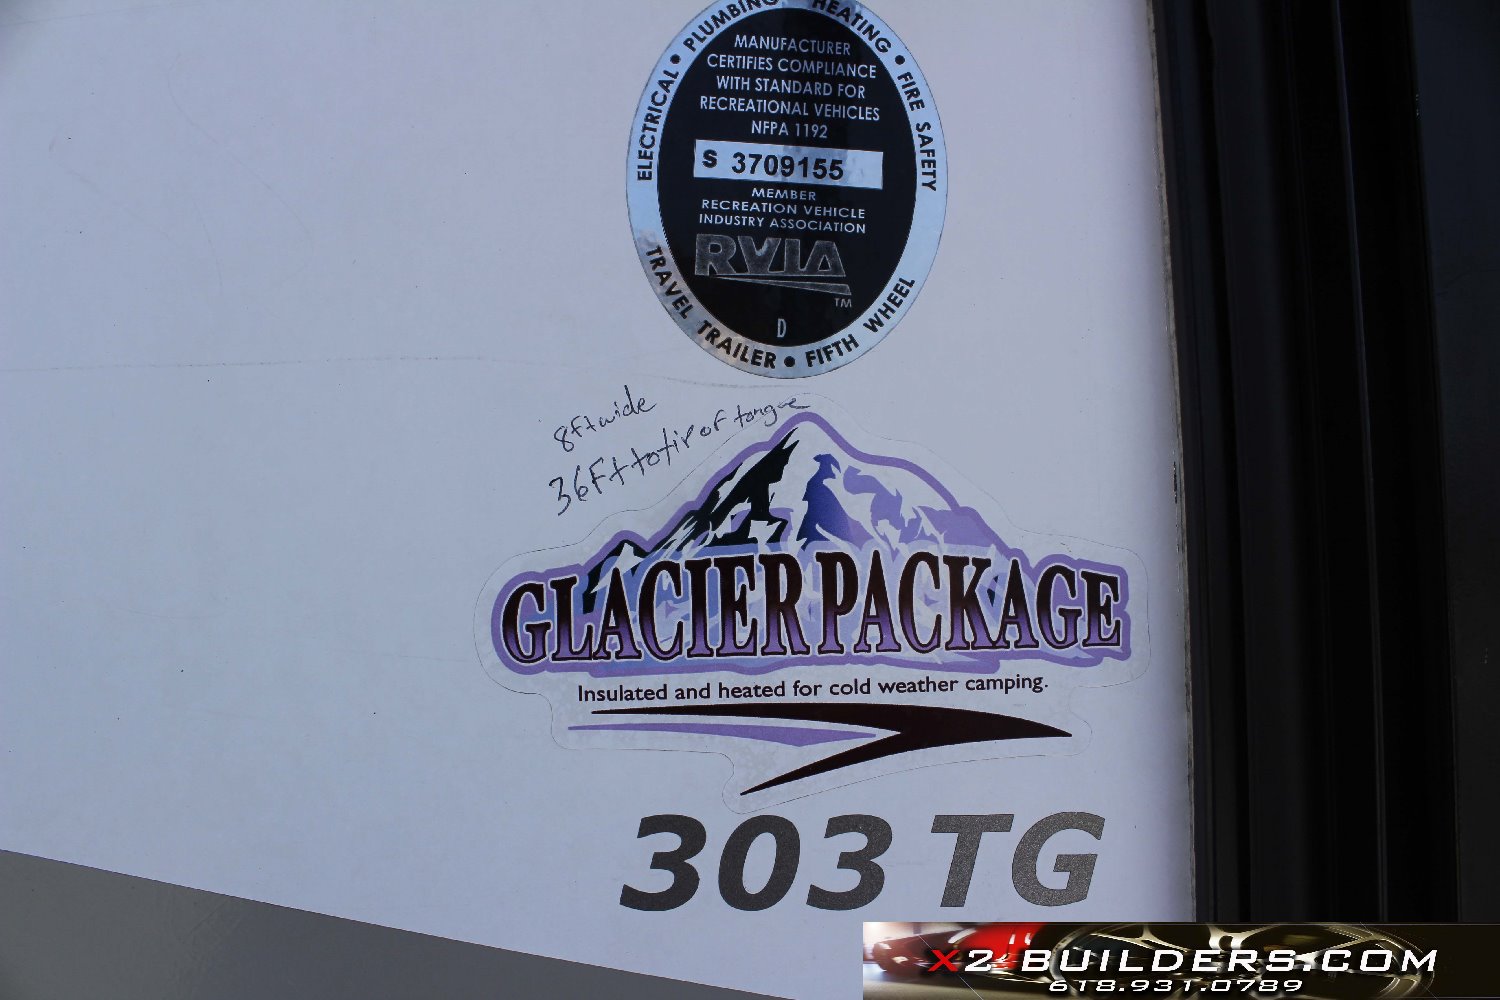 ELECTRICAL • PLUMBING • HEATING • FIRE SAFETY
MANUFACTURER
CERTIFIES COMPLIANCE
WITH STANDARD FOR
RECREATIONAL VEHICLES
NFPA 1192
S 3709155
MEMBER
RECREATION VEHICLE
INDUSTRY ASSOCIATION
RVIA
TM
D
TRAVEL TRAILER • FIFTH WHEEL
8ft wide
36Ft to tip of tongue
GLACIER PACKAGE
Insulated and heated for cold weather camping.
303 TG
X2-BUILDERS.COM
618.931.0789